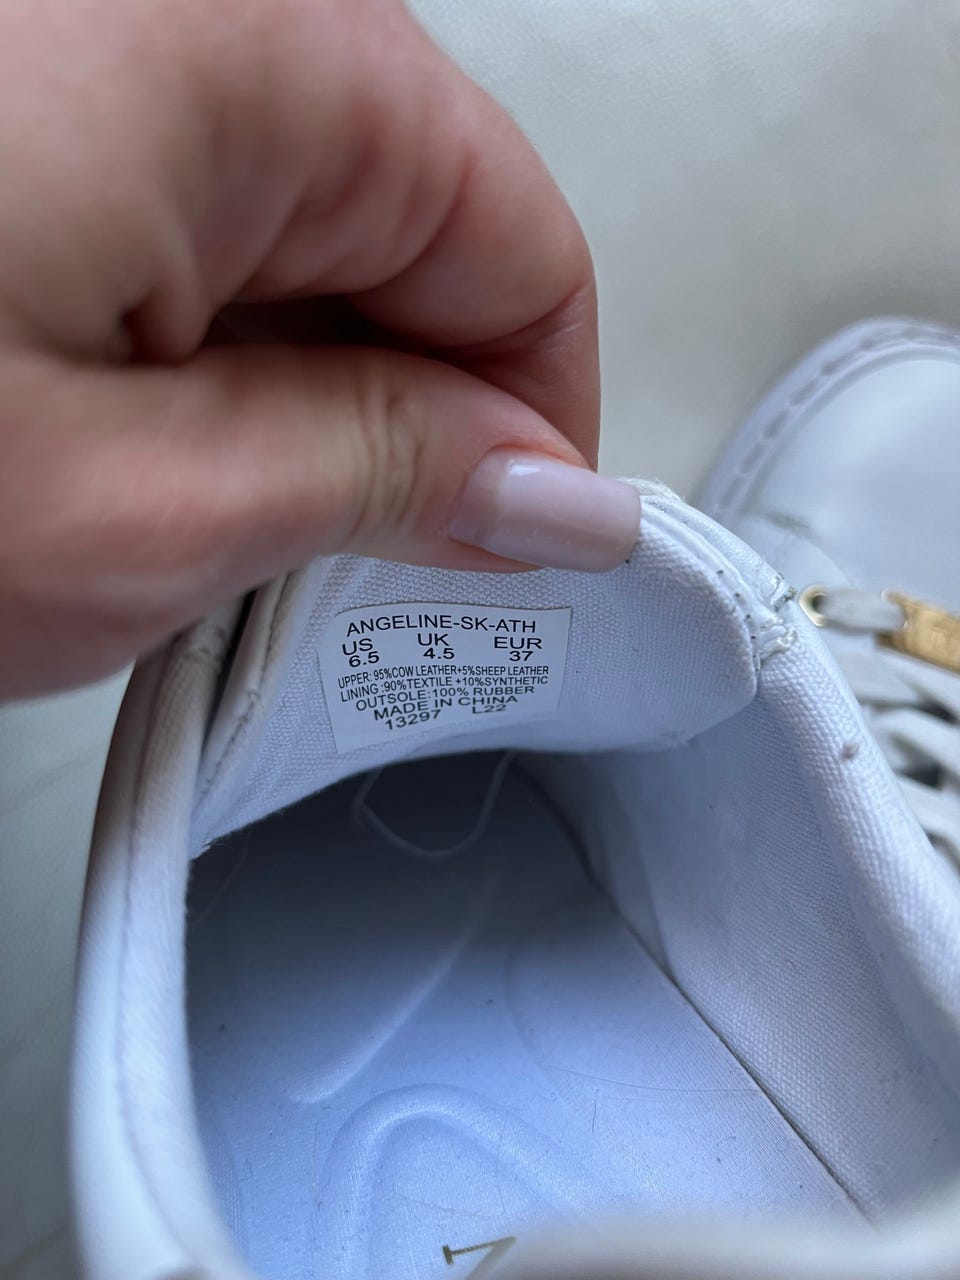 ANGELINE-SK-ATH
US UK EUR
6.5 4.5 37
UPPER: 95%COW LEATHER+5%SHEEP LEATHER
LINING :90%TEXTILE +10%SYNTHETIC
OUTSOLE:100% RUBBER
MADE IN CHINA
13297 L22